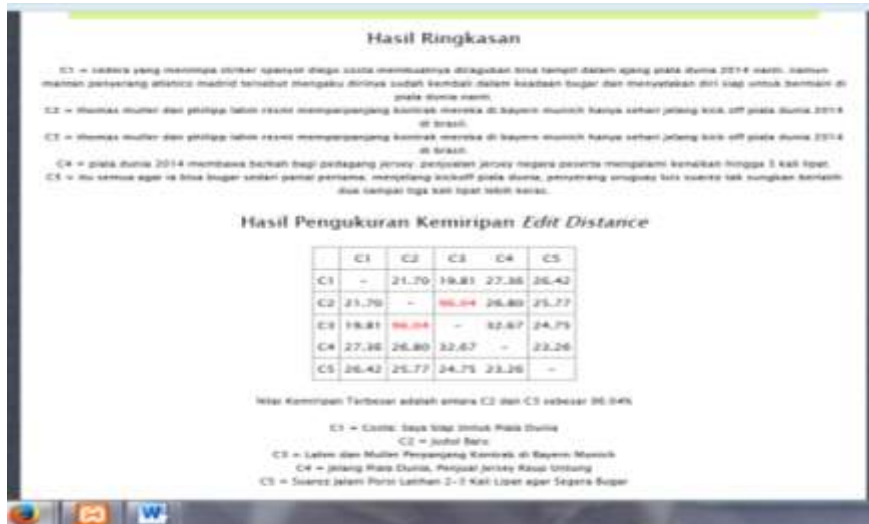 Hasil Ringkasan
C1 = cedera yang menimpa striker spanyol diego costa membuatnya diragukan bisa tampil dalam ajang piala dunia 2014 nanti. namun
mantan penyerang atletico madrid tersebut mengaku dirinya sudah kembali dalam keadaan bugar dan menyatakan diri siap untuk bermain di
piala dunia nanti.
C2 = thomas muller dan philipp lahm resmi memperpanjang kontrak mereka di bayern munich hanya sehari jelang kick off piala dunia 2014
di brasil.
C3 = thomas muller dan philipp lahm resmi memperpanjang kontrak mereka di bayern munich hanya sehari jelang kick off piala dunia 2014
di brasil.
C4 = piala dunia 2014 membawa berkah bagi pedagang jersey. penjualan jersey negara peserta mengalami kenaikan hingga 3 kali lipat.
C5 = itu semua agar ia bisa bugar sedari partai pertama. menjelang kickoff piala dunia, penyerang uruguay luis suarez tak sungkan berlatih
dua sampai tiga kali lipat lebih keras.
Hasil Pengukuran Kemiripan Edit Distance
C1 C2 C3 C4 C5
C1 - 21.70 19.81 27.36 26.42
C2 21.70 - 96.04 26.80 25.77
C3 19.81 96.04 - 32.67 24.75
C4 27.36 26.80 32.67 - 23.26
C5 26.42 25.77 24.75 23.26 -
Nilai Kemiripan Terbesar adalah antara C2 dan C3 sebesar 96.04%
C1 = Costa: Saya Siap Untuk Piala Dunia
C2 = Judul Baru
C3 = Lahm dan Muller Perpanjang Kontrak di Bayern Munich
C4 = Jelang Piala Dunia, Penjual Jersey Raup Untung
C5 = Suarez Jalani Porsi Latihan 2-3 Kali Lipat agar Segera Bugar